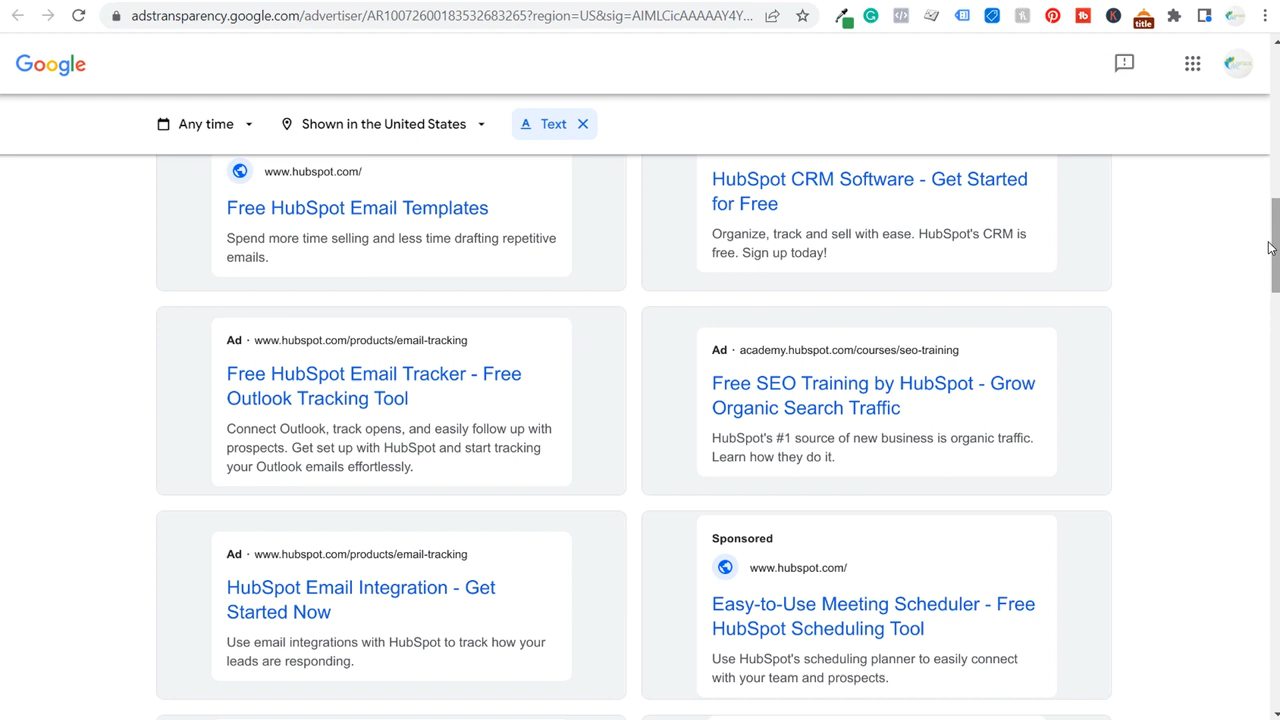 adstransparency.google.com/advertiser/AR10072600183532683265?region=US&sig=AIMLCicAAAAAY4Y...
title
Google
Any time
Shown in the United States
Text
www.hubspot.com/
Free HubSpot Email Templates
Spend more time selling and less time drafting repetitive
emails.
HubSpot CRM Software - Get Started
for Free
Organize, track and sell with ease. HubSpot's CRM is
free. Sign up today!
Ad · www.hubspot.com/products/email-tracking
Free HubSpot Email Tracker - Free
Outlook Tracking Tool
Connect Outlook, track opens, and easily follow up with
prospects. Get set up with HubSpot and start tracking
your Outlook emails effortlessly.
Ad · academy.hubspot.com/courses/seo-training
Free SEO Training by HubSpot - Grow
Organic Search Traffic
HubSpot's #1 source of new business is organic traffic.
Learn how they do it.
Ad · www.hubspot.com/products/email-tracking
HubSpot Email Integration - Get
Started Now
Use email integrations with HubSpot to track how your
leads are responding.
Sponsored
www.hubspot.com/
Easy-to-Use Meeting Scheduler - Free
HubSpot Scheduling Tool
Use HubSpot's scheduling planner to easily connect
with your team and prospects.